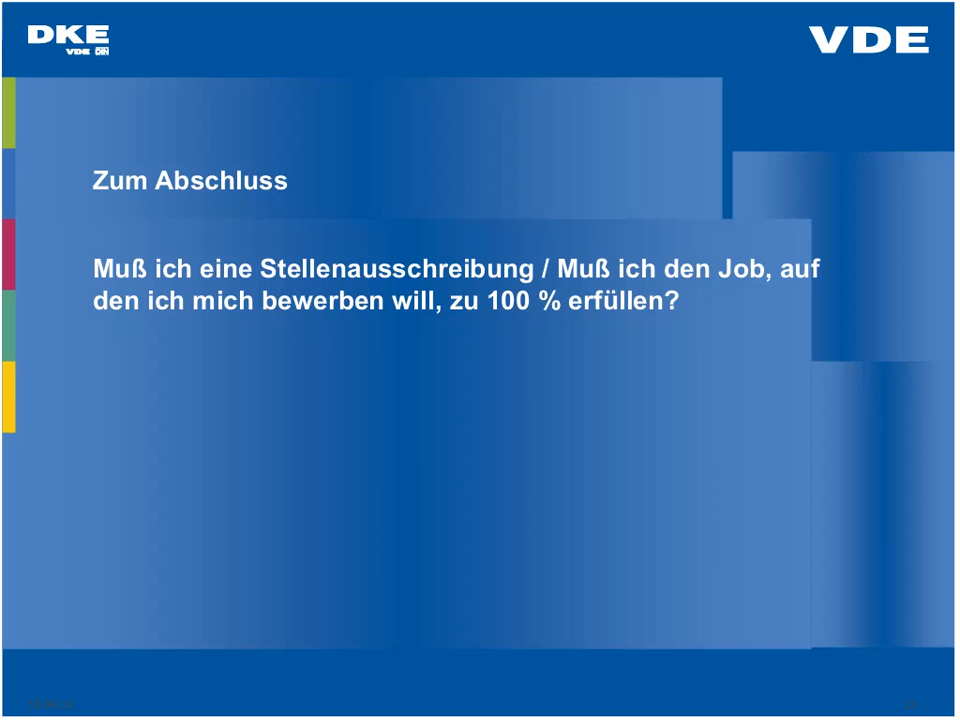 DKE
VDE DIN
VDE
Zum Abschluss
Muß ich eine Stellenausschreibung / Muß ich den Job, auf
den ich mich bewerben will, zu 100 % erfüllen?